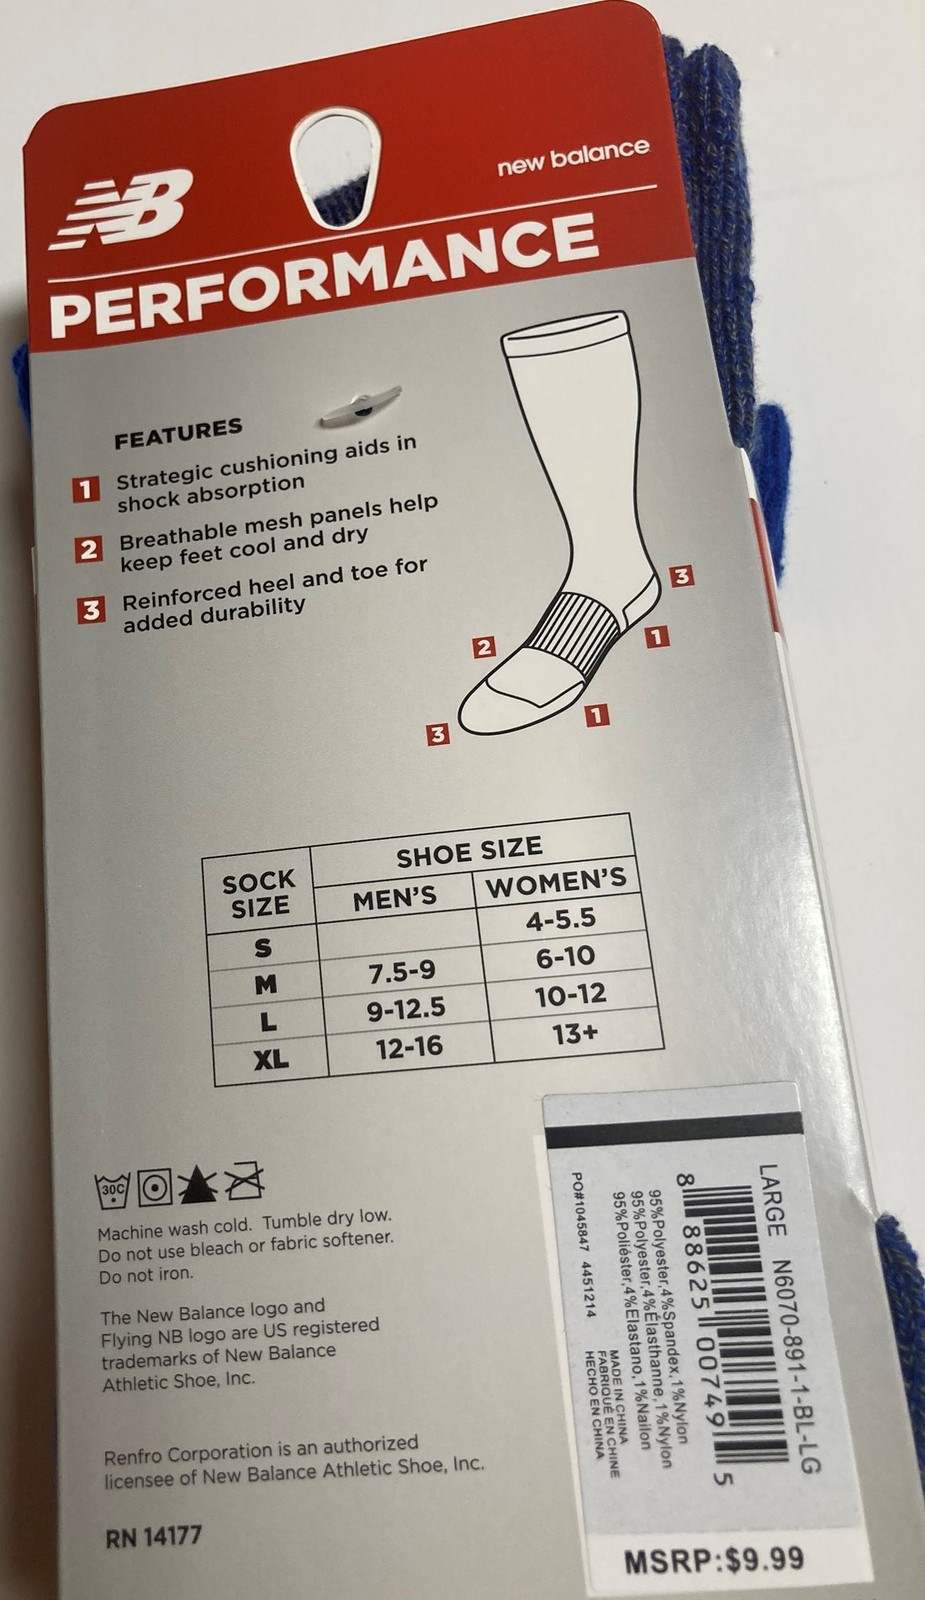 NB
new balance
PERFORMANCE
FEATURES
1 Strategic cushioning aids in
shock absorption
2 Breathable mesh panels help
keep feet cool and dry
3 Reinforced heel and toe for
added durability
3
1
2
1
3
SOCK SIZE SHOE SIZE
MEN'S WOMEN'S
S 4-5.5
M 7.5-9 6-10
L 9-12.5 10-12
XL 12-16 13+
30C
Machine wash cold. Tumble dry low.
Do not use bleach or fabric softener.
Do not iron.
The New Balance logo and
Flying NB logo are US registered
trademarks of New Balance
Athletic Shoe, Inc.
Renfro Corporation is an authorized
licensee of New Balance Athletic Shoe, Inc.
RN 14177
LARGE N6070-891-1-BL-LG
8 88625 00749 5
95%Polyester,4%Spandex,1%Nylon
95%Polyester,4%Élasthanne,1%Nylon
95%Poliéster,4%Elastano,1%Nailon
MADE IN CHINA
FABRIQUÉ EN CHINE
HECHO EN CHINA
PO#1045847 4451214
MSRP:$9.99